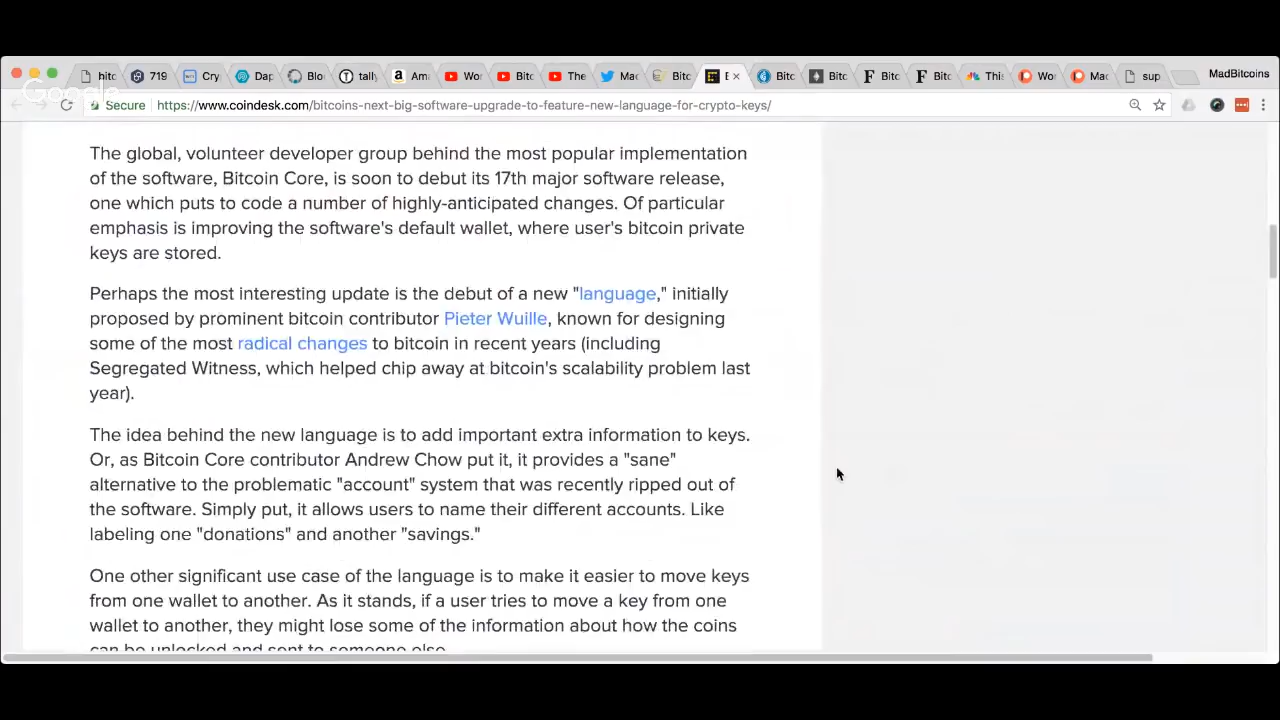 hitc
719
Cry
Dap
Blo
tally
Am
Wo
Bitc
The
Mac
Bitc
E
Bitc
Bitc
Bitc
Bitc
This
Wo
Mac
sup
MadBitcoins
Google
Secure
https://www.coindesk.com/bitcoins-next-big-software-upgrade-to-feature-new-language-for-crypto-keys/
The global, volunteer developer group behind the most popular implementation
of the software, Bitcoin Core, is soon to debut its 17th major software release,
one which puts to code a number of highly-anticipated changes. Of particular
emphasis is improving the software's default wallet, where user's bitcoin private
keys are stored.
Perhaps the most interesting update is the debut of a new "language," initially
proposed by prominent bitcoin contributor Pieter Wuille, known for designing
some of the most radical changes to bitcoin in recent years (including
Segregated Witness, which helped chip away at bitcoin's scalability problem last
year).
The idea behind the new language is to add important extra information to keys.
Or, as Bitcoin Core contributor Andrew Chow put it, it provides a "sane"
alternative to the problematic "account" system that was recently ripped out of
the software. Simply put, it allows users to name their different accounts. Like
labeling one "donations" and another "savings."
One other significant use case of the language is to make it easier to move keys
from one wallet to another. As it stands, if a user tries to move a key from one
wallet to another, they might lose some of the information about how the coins
can be unlocked and sent to someone else.